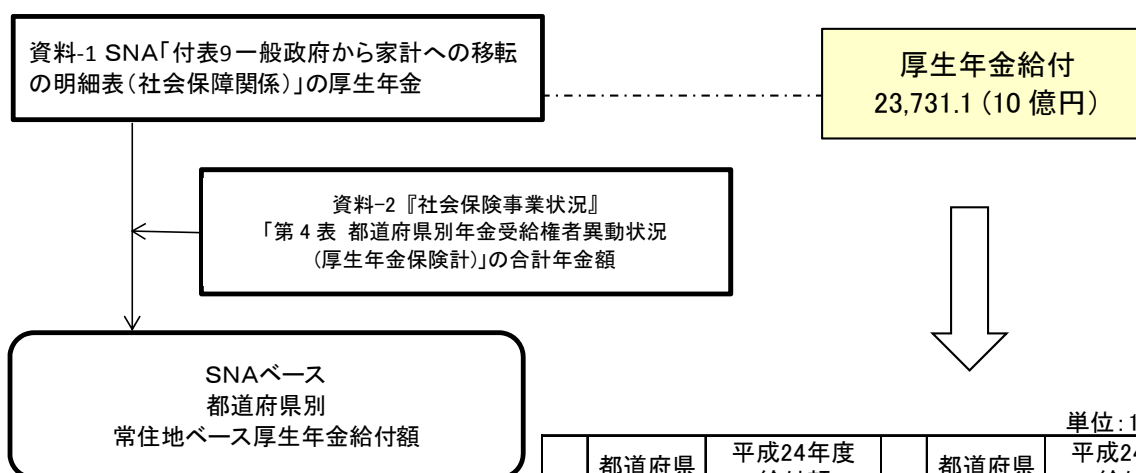 資料-1 SNA「付表9一般政府から家計への移転
の明細表(社会保障関係)」の厚生年金
厚生年金給付
23,731.1(10 億円)
資料-2『社会保険事業状況』
「第 4 表 都道府県別年金受給権者異動状況
(厚生年金保険計)」の合計年金額
SNAベース
都道府県別
常住地ベース厚生年金給付額
単位:1
都道府県
平成24年度
都道府県
平成24